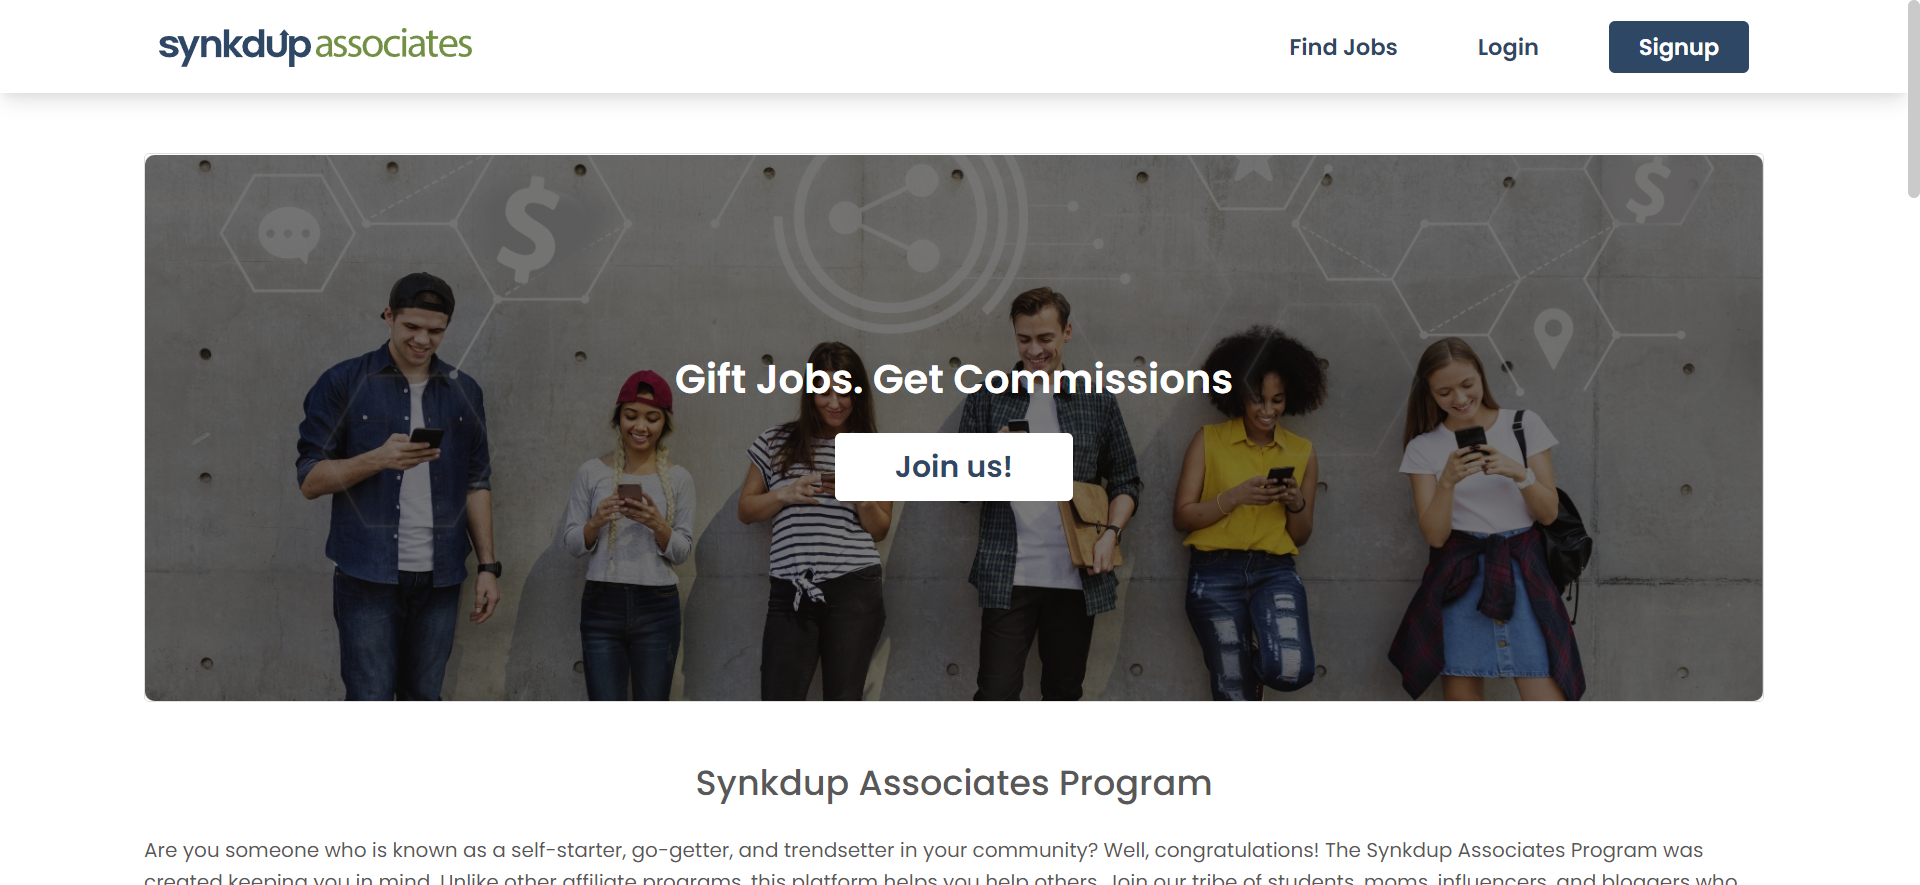 synkdup associates
Find Jobs
Login
Signup
Gift Jobs. Get Commissions
Join us!
Synkdup Associates Program
Are you someone who is known as a self-starter, go-getter, and trendsetter in your community? Well, congratulations! The Synkdup Associates Program was
created keeping you in mind. Unlike other affiliate programs, this platform helps you help others. Join our tribe of students, moms, influencers, and bloggers who